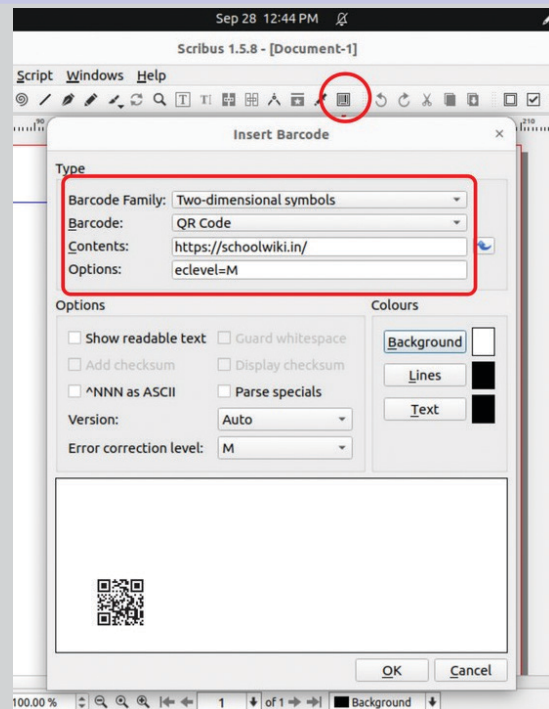 Sep 28 12:44 PM
Scribus 1.5.8 - [Document-1]
Script Windows Help
90
210
Insert Barcode ×
Type
Barcode Family: Two-dimensional symbols
Barcode: QR Code
Contents: https://schoolwiki.in/
Options: eclevel=M
Options Colours
Show readable text Guard whitespace Background
Add checksum Display checksum Lines
^NNN as ASCII Parse specials Text
Version: Auto
Error correction level: M
OK Cancel
100.00 % 1 of 1 Background